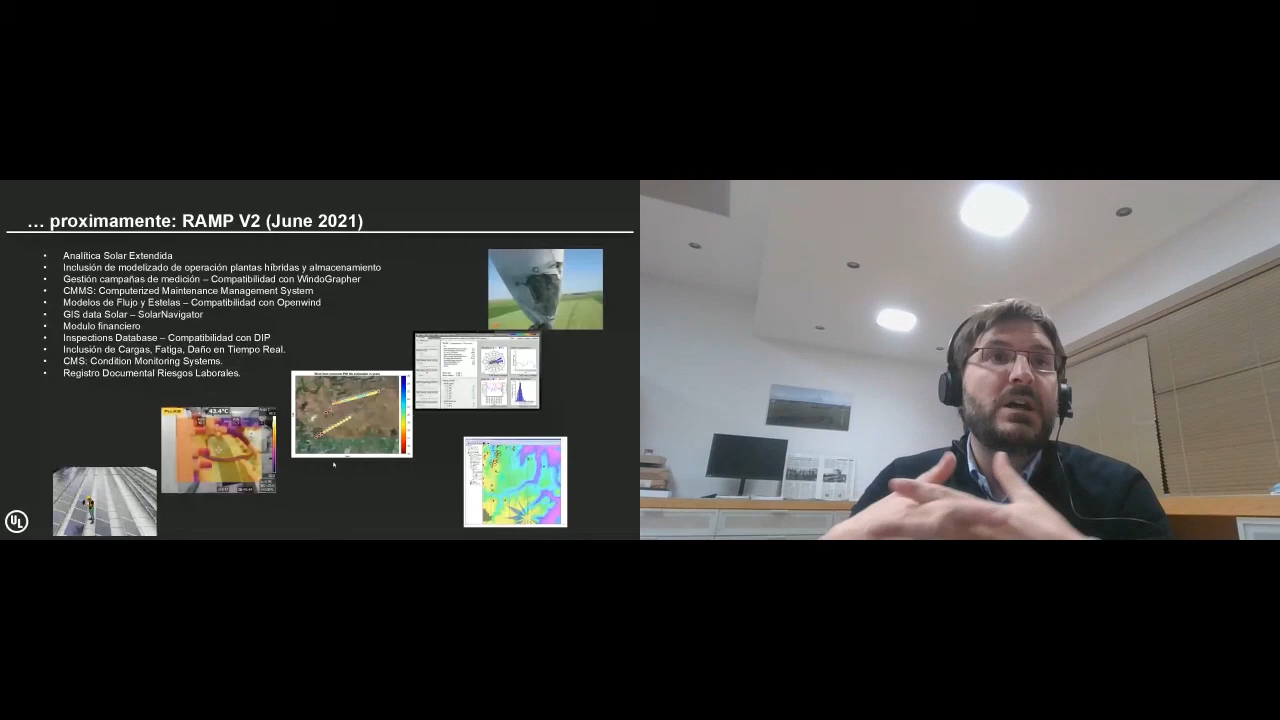 … proximamente: RAMP V2 (June 2021)
• Analítica Solar Extendida
• Inclusión de modelizado de operación plantas híbridas y almacenamiento
• Gestión campañas de medición – Compatibilidad con WindoGrapher
• CMMS: Computerized Maintenance Management System
• Modelos de Flujo y Estelas – Compatibilidad con Openwind
• GIS data Solar – SolarNavigator
• Modulo financiero
• Inspections Database – Compatibilidad con DIP
• Inclusión de Cargas, Fatiga, Daño en Tiempo Real.
• CMS: Condition Monitoring Systems.
• Registro Documental Riesgos Laborales.
FLUKE
43.4°C
UL